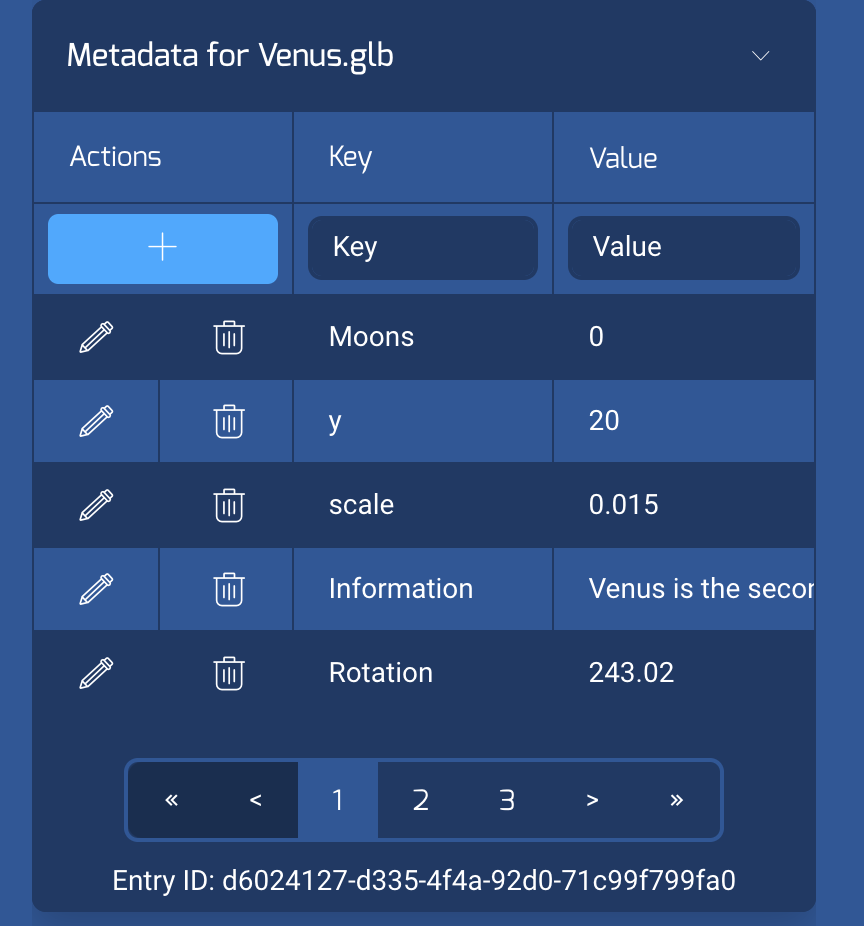 Metadata for Venus.glb
Actions Key Value
Key Value
Moons 0
y 20
scale 0.015
Information Venus is the secor
Rotation 243.02
« < 1 2 3 > »
Entry ID: d6024127-d335-4f4a-92d0-71c99f799fa0